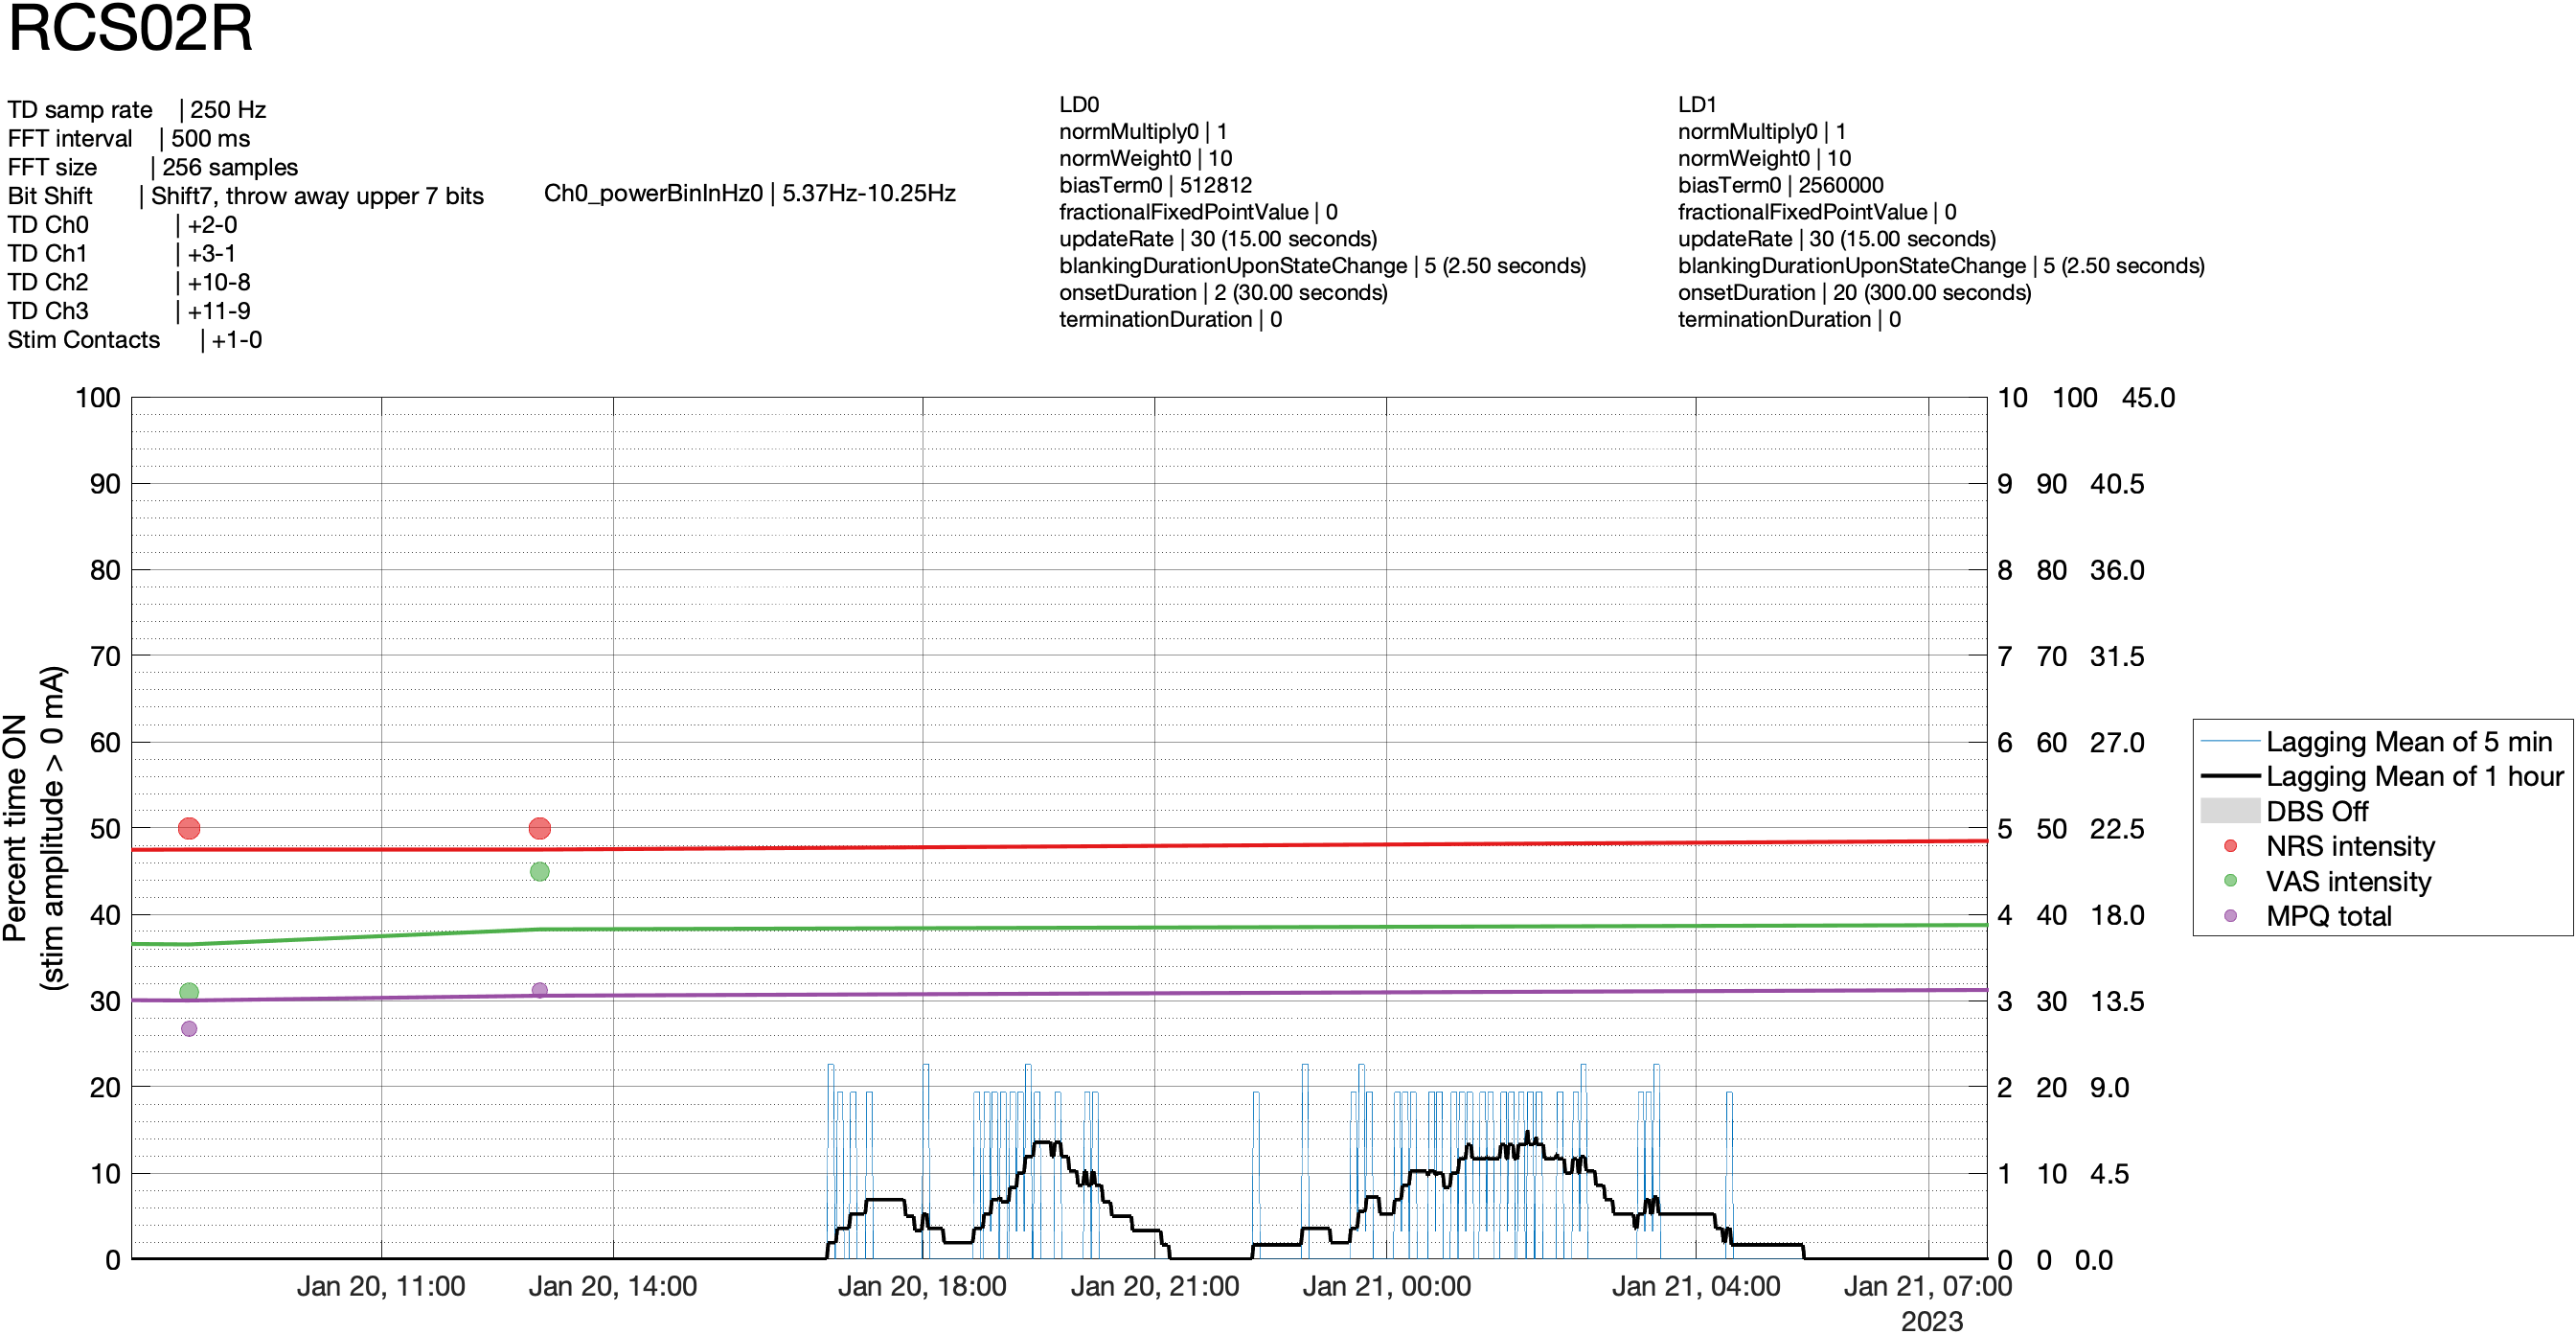 RCS02R
TD samp rate | 250 Hz
FFT interval | 500 ms
FFT size | 256 samples
Bit Shift | Shift7, throw away upper 7 bits
TD Ch0 | +2-0
TD Ch1 | +3-1
TD Ch2 | +10-8
TD Ch3 | +11-9
Stim Contacts | +1-0
Ch0_powerBinInHz0 | 5.37Hz-10.25Hz
LD0
normMultiply0 | 1
normWeight0 | 10
biasTerm0 | 512812
fractionalFixedPointValue | 0
updateRate | 30 (15.00 seconds)
blankingDurationUponStateChange | 5 (2.50 seconds)
onsetDuration | 2 (30.00 seconds)
terminationDuration | 0
LD1
normMultiply0 | 1
normWeight0 | 10
biasTerm0 | 2560000
fractionalFixedPointValue | 0
updateRate | 30 (15.00 seconds)
blankingDurationUponStateChange | 5 (2.50 seconds)
onsetDuration | 20 (300.00 seconds)
terminationDuration | 0
Percent time ON
(stim amplitude > 0 mA)
100
90
80
70
60
50
40
30
20
10
0
10 100 45.0
9 90 40.5
8 80 36.0
7 70 31.5
6 60 27.0
5 50 22.5
4 40 18.0
3 30 13.5
2 20 9.0
1 10 4.5
0 0 0.0
Jan 20, 11:00
Jan 20, 14:00
Jan 20, 18:00
Jan 20, 21:00
Jan 21, 00:00
Jan 21, 04:00
Jan 21, 07:00
2023
Lagging Mean of 5 min
Lagging Mean of 1 hour
DBS Off
NRS intensity
VAS intensity
MPQ total